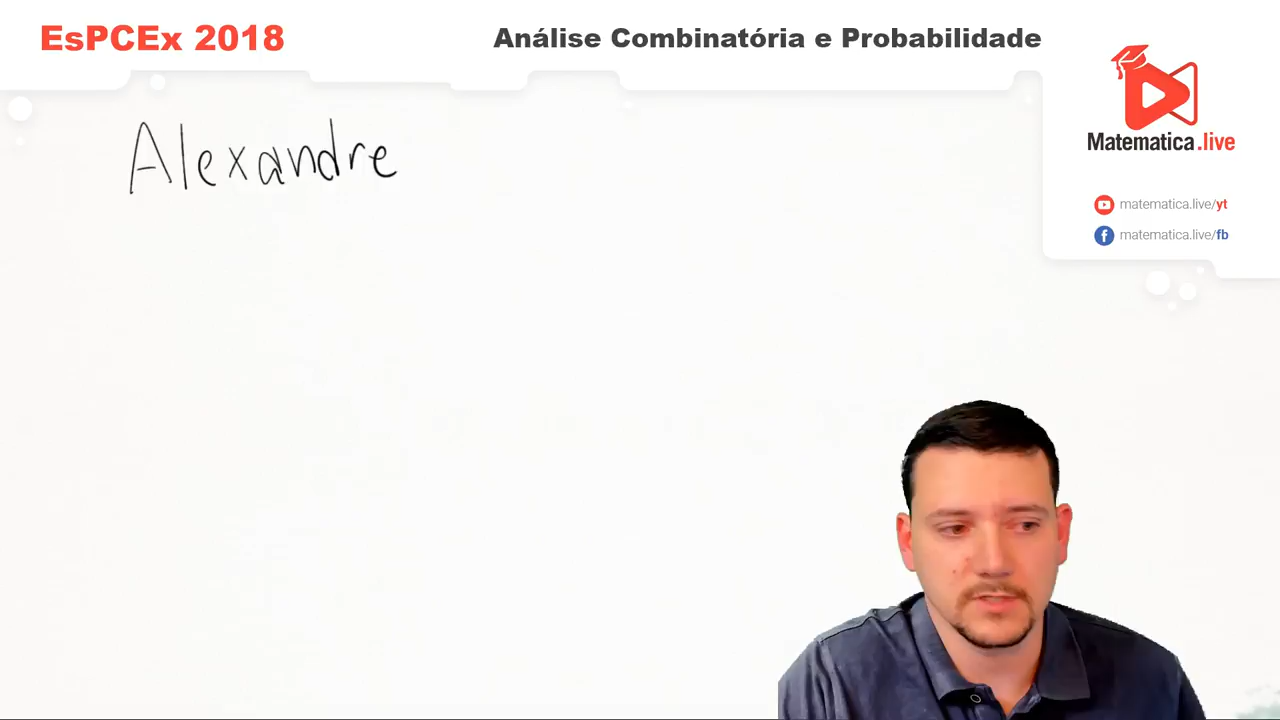 EsPCEx 2018
Análise Combinatória e Probabilidade
Matematica.live
matematica.live/yt
matematica.live/fb
Alexandre